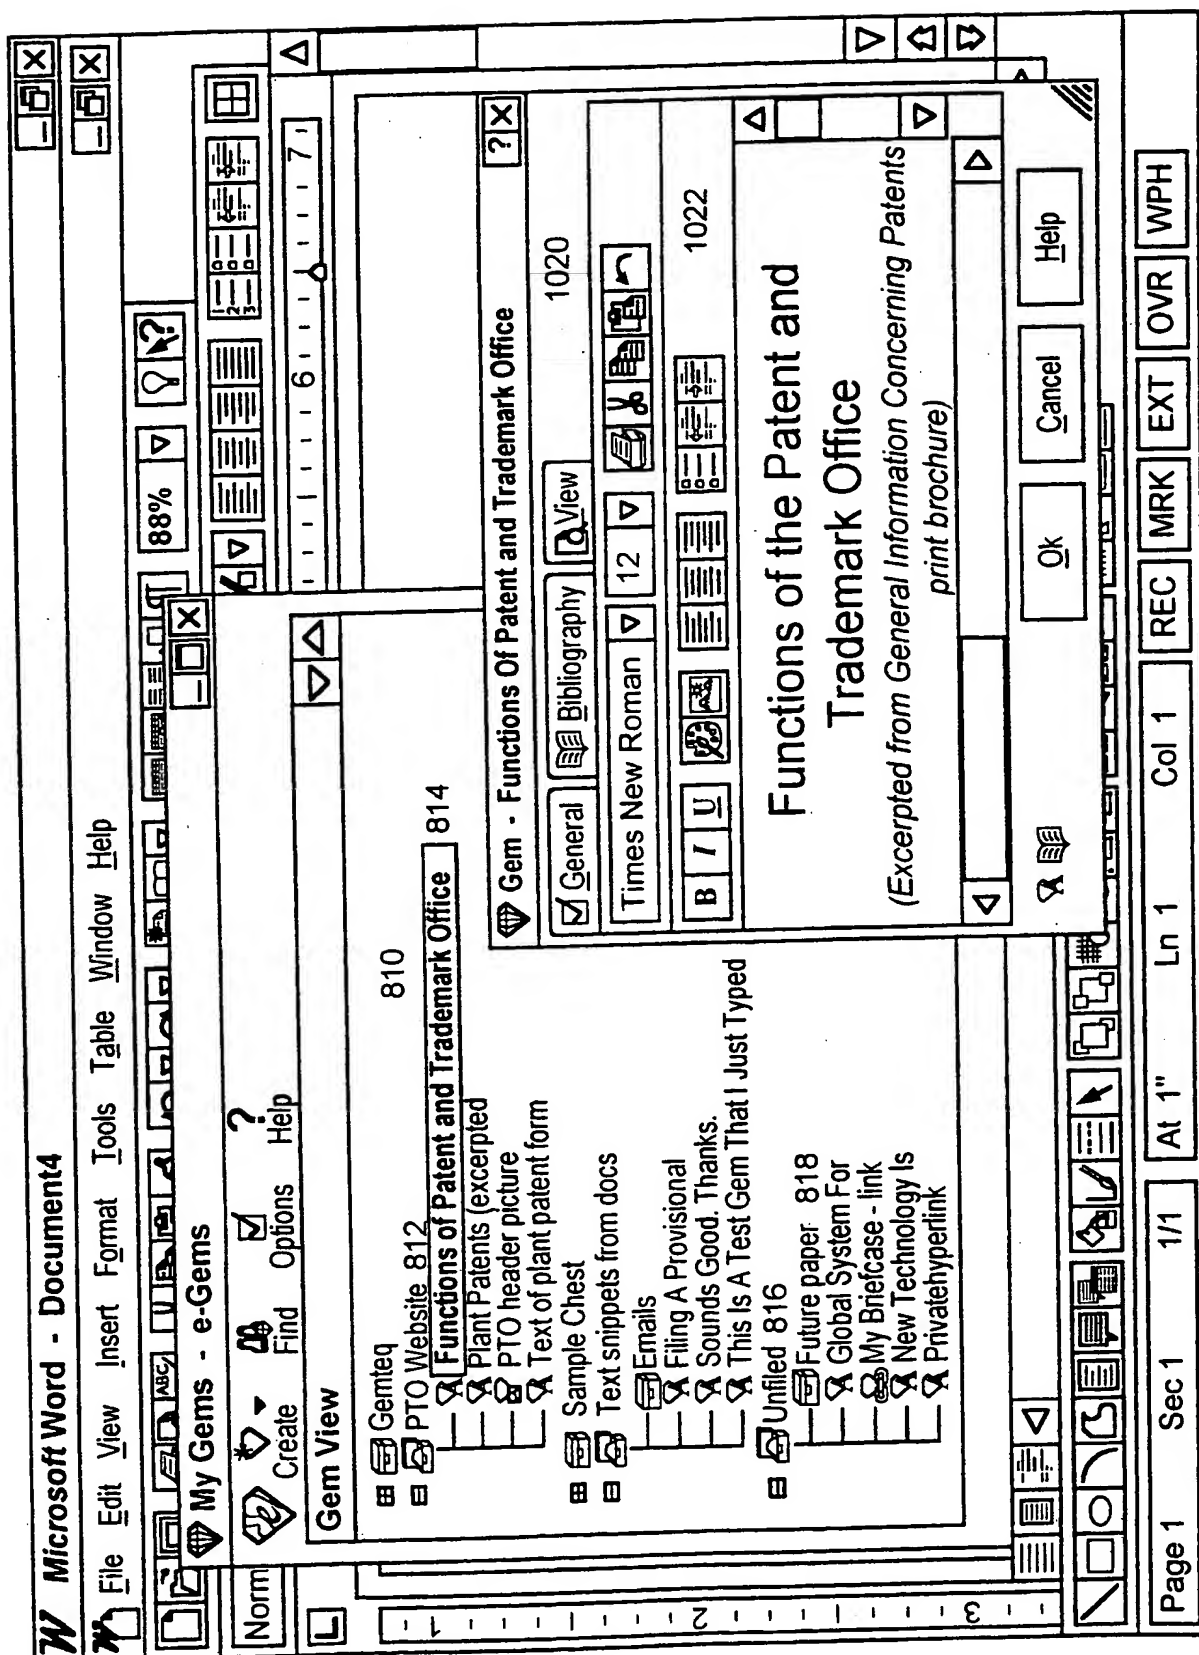 Microsoft Word - Document4
File Edit View Insert Format Tools Table Window Help
ABC
88%
Norm
My Gems - e-Gems
Create Find Options Help
Gem View
6 7
Gemteq
810
PTO Website 812
Functions of Patent and Trademark Office 814
Plant Patents (excerpted
PTO header picture
Text of plant patent form
Sample Chest
Text snippets from docs
Emails
Filing A Provisional
Sounds Good. Thanks.
This Is A Test Gem That I Just Typed
Unfiled 816
Future paper 818
Global System For
My Briefcase - link
New Technology Is
Privatehyperlink
Gem - Functions Of Patent and Trademark Office
General Bibliography View
1020
Times New Roman 12
B I U
1022
Functions of the Patent and
Trademark Office
(Excerpted from General Information Concerning Patents
print brochure)
Ok Cancel Help
1
2
3
Page 1 Sec 1 1/1 At 1" Ln 1 Col 1 REC MRK EXT OVR WPH